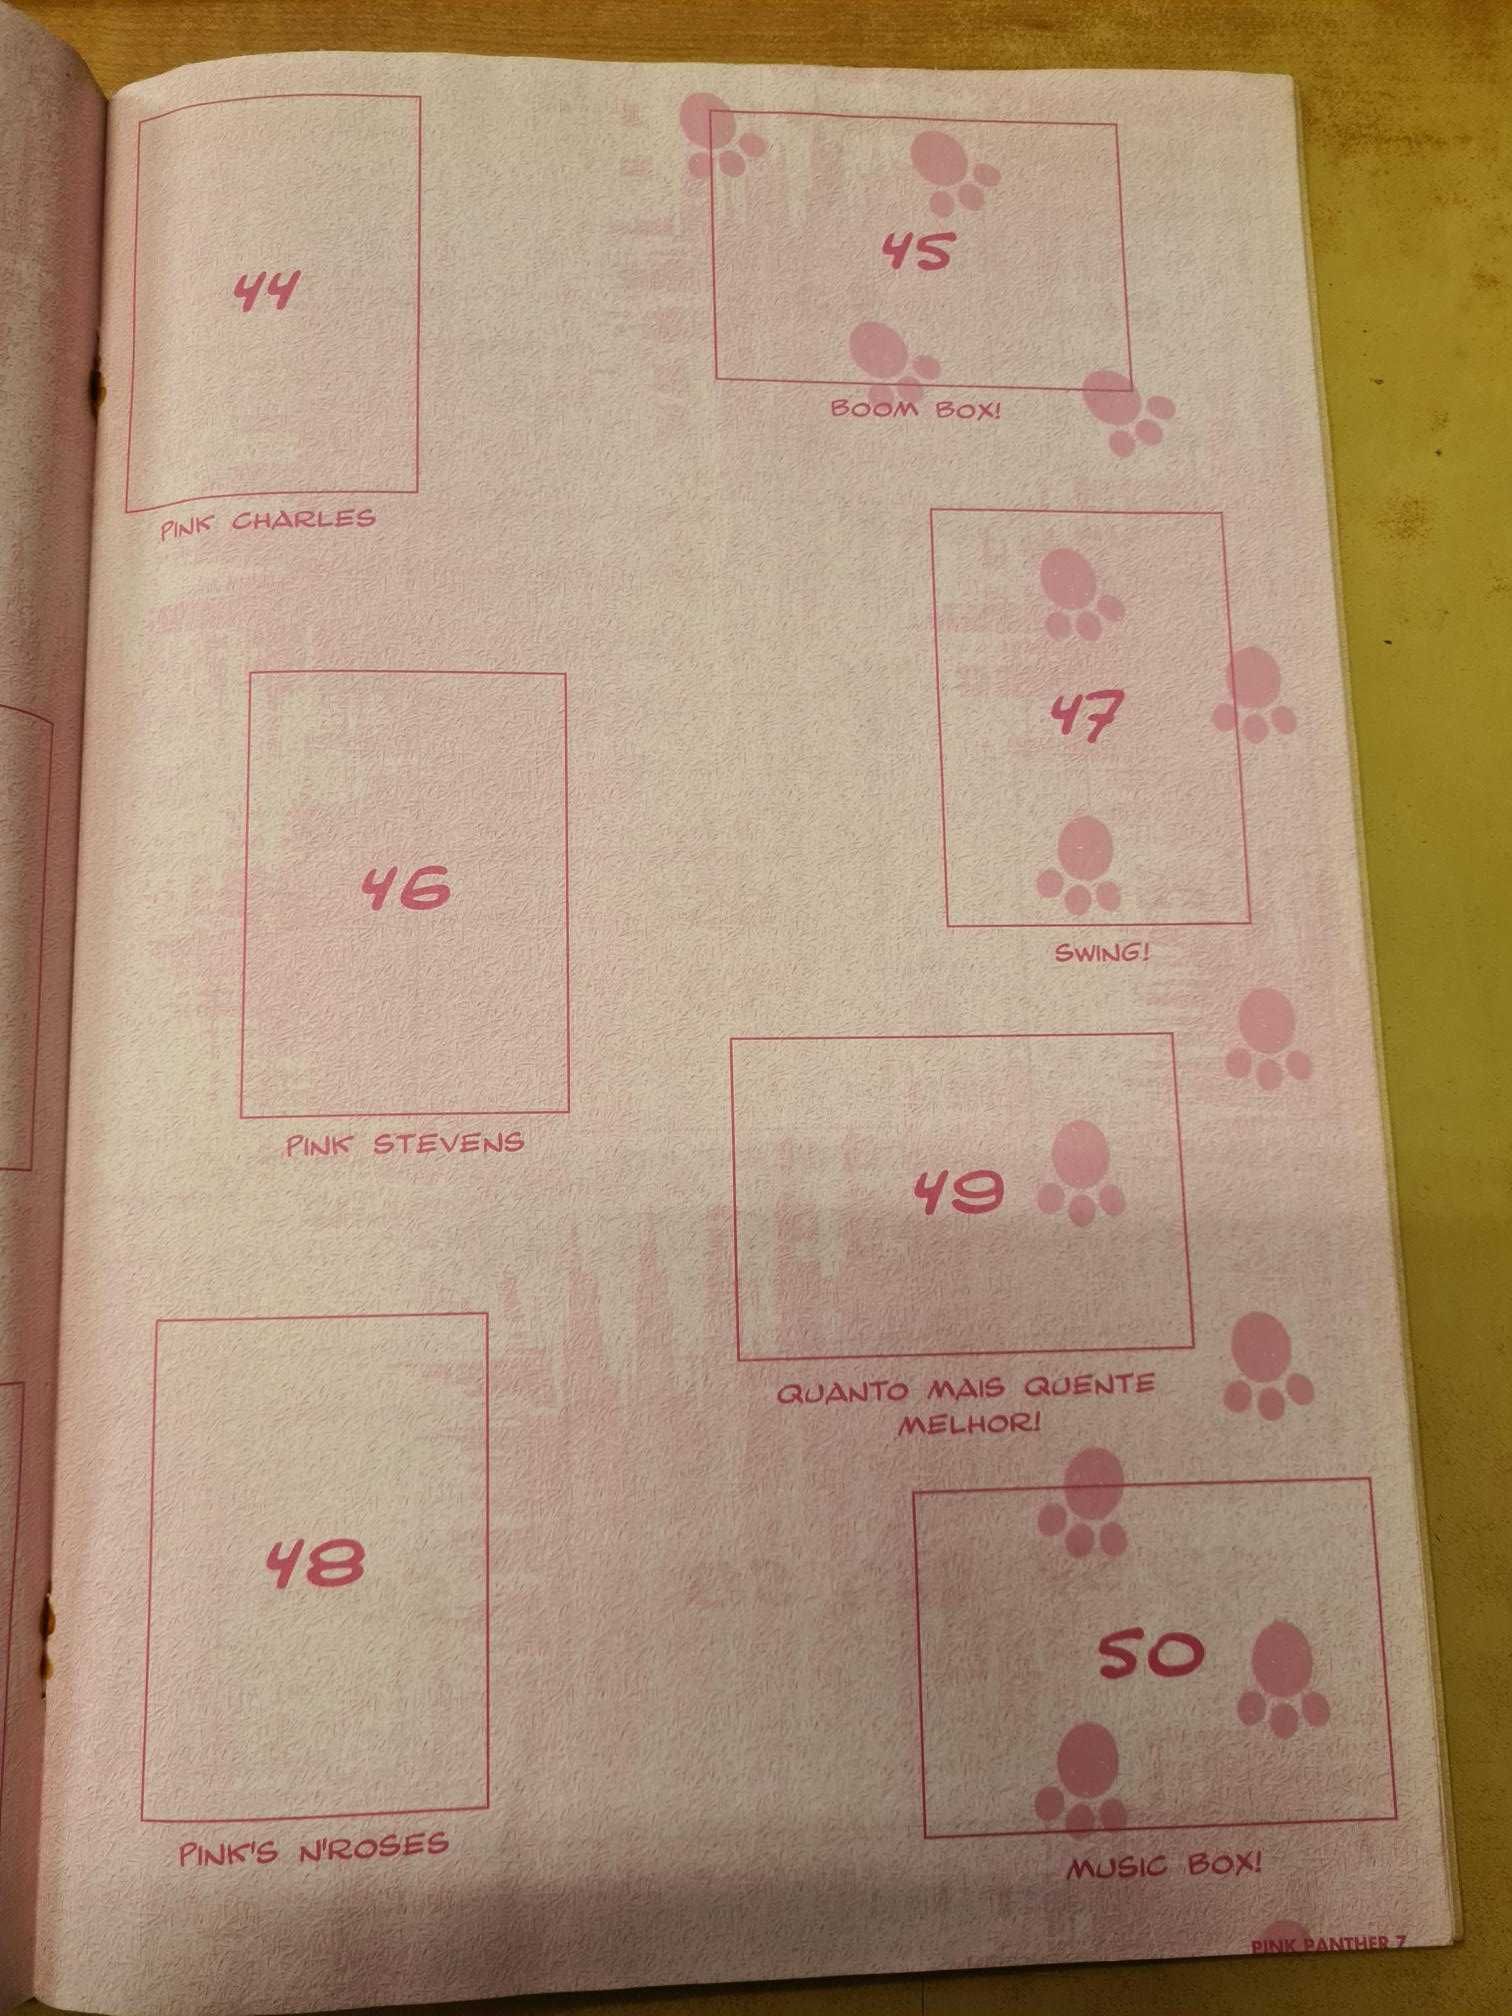 44
PINK CHARLES
45
BOOM BOX!
46
PINK STEVENS
47
SWING!
48
PINK'S N'ROSES
49
QUANTO MAIS QUENTE
MELHOR!
50
MUSIC BOX!
PINK PANTHER 7